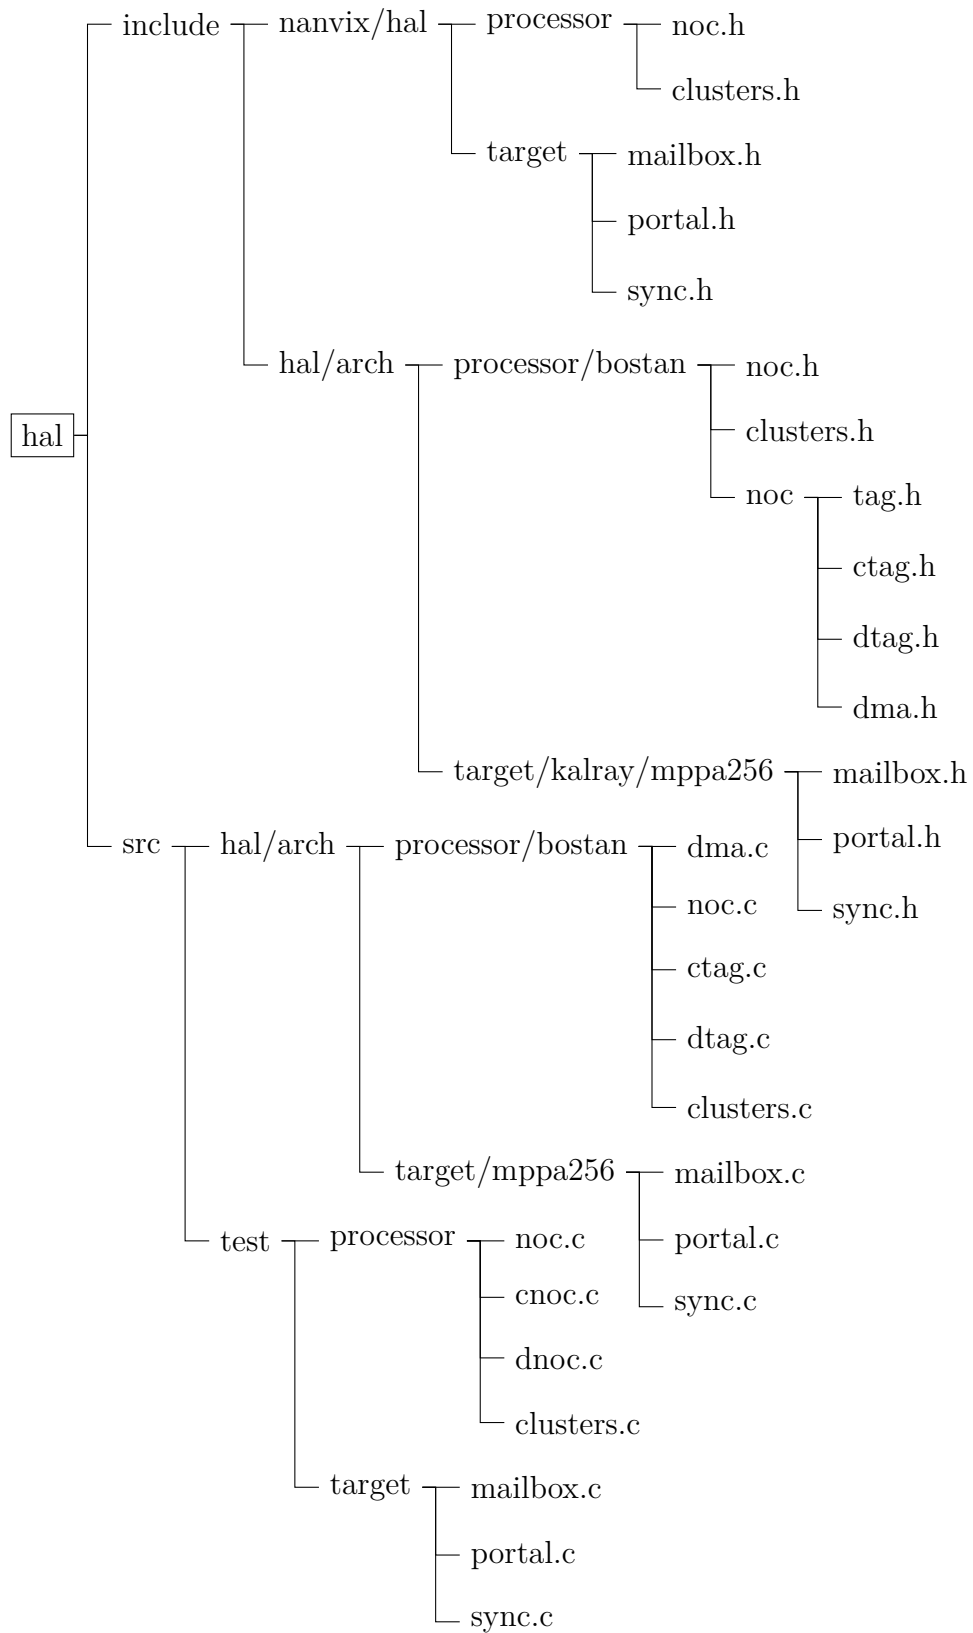 include nanvix/hal processor noc.h
clusters.h
target mailbox.h
portal.h
sync.h
hal/arch processor/bostan noc.h
clusters.h
hal
noc tag.h
ctag.h
dtag.h
dma.h
target/kalray/mppa256 mailbox.h
portal.h
sync.h
src hal/arch processor/bostan dma.c
noc.c
ctag.c
dtag.c
clusters.c
target/mppa256 mailbox.c
portal.c
sync.c
test processor noc.c
cnoc.c
dnoc.c
clusters.c
target mailbox.c
portal.c
sync.c